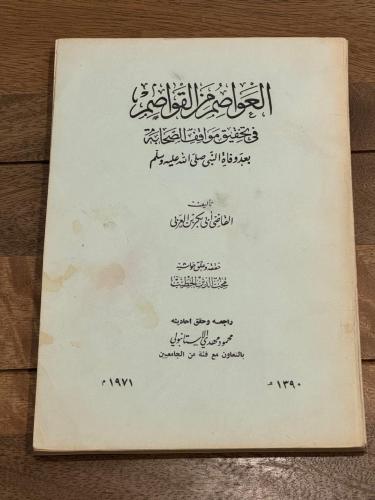 العواصم من القواصم
في تحقيق مواقف الصحابة
بعد وفاة النبي صلى الله عليه وسلم
تأليف
القاضي أبي بكر بن العربي
حققه وعلق حواشيه
محب الدين الخطيب
راجعه وحقق احاديثه
محمود مهدي الاستانبولي
بالتعاون مع فئة من الجامعيين
١٣٩٠ هـ
١٩٧١ م